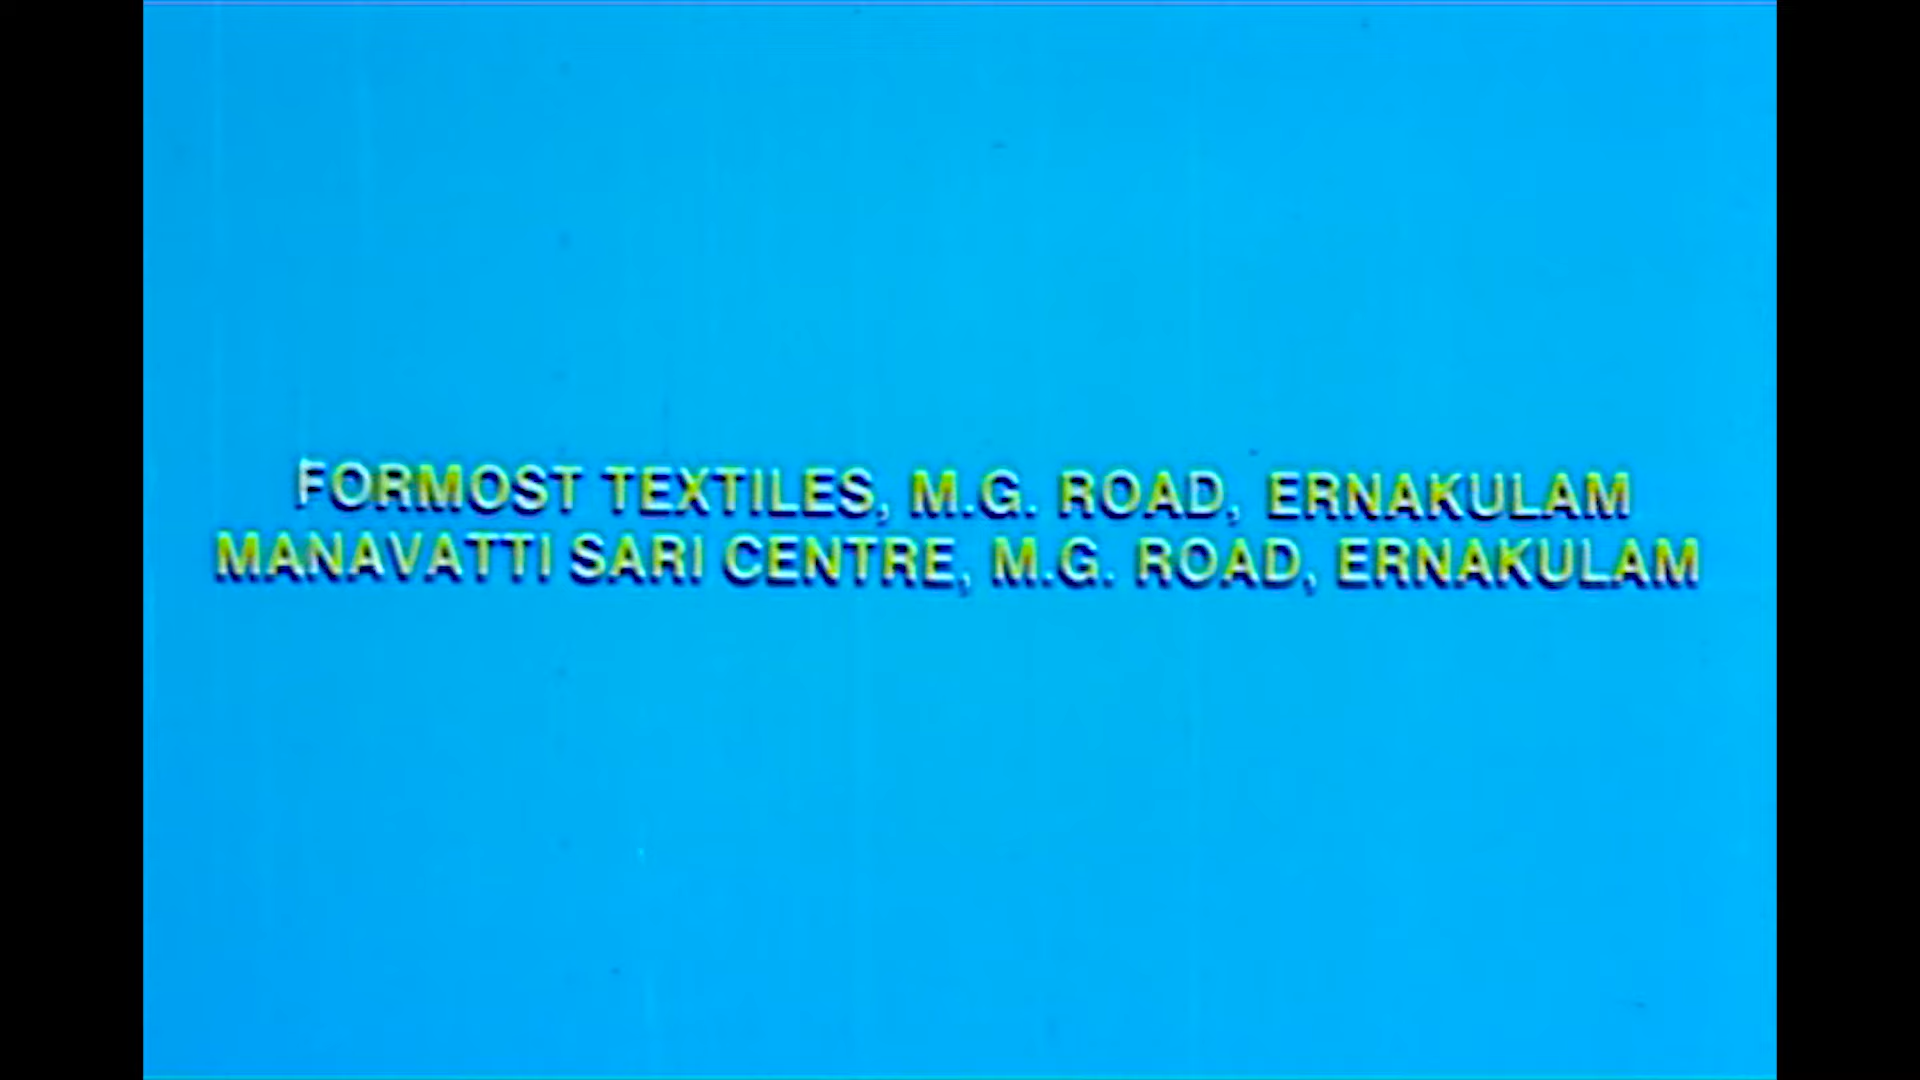 FORMOST TEXTILES, M.G. ROAD, ERNAKULAM
MANAVATTI SARI CENTRE, M.G. ROAD, ERNAKULAM